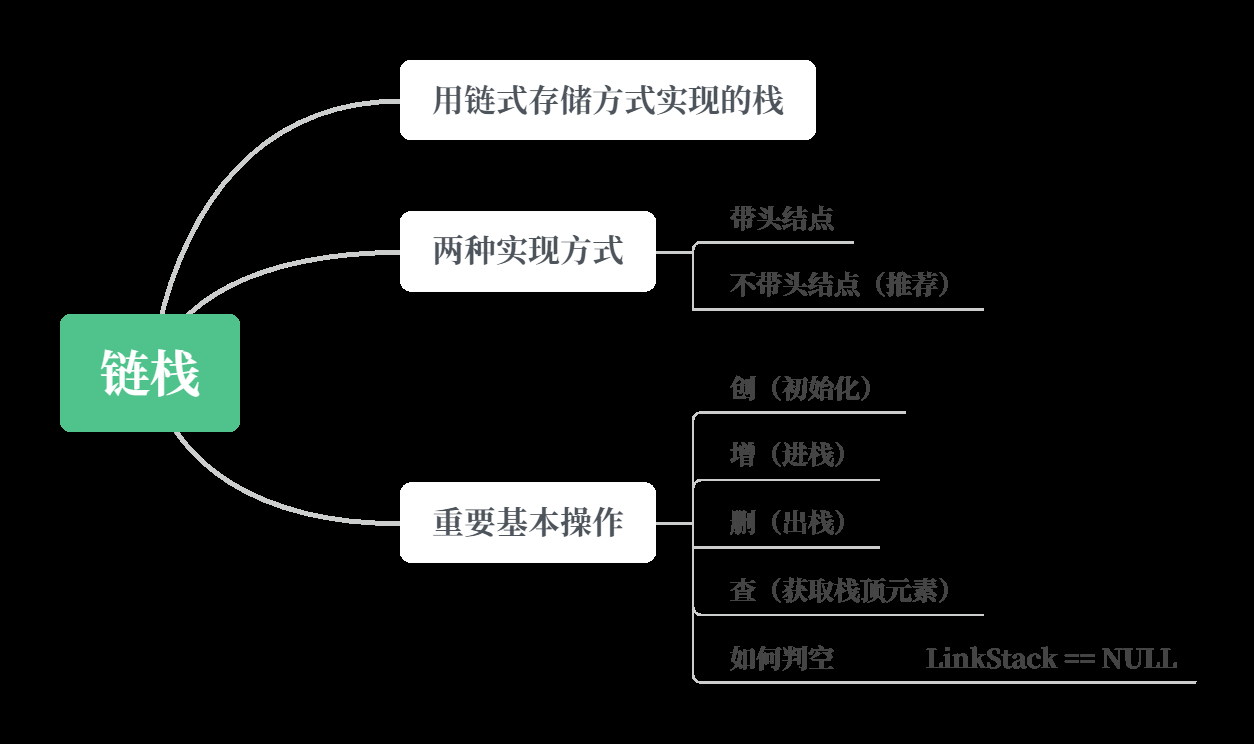 用链式存储方式实现的栈
两种实现方式
带头结点
不带头结点（推荐）
链栈
重要基本操作
创（初始化）
增（进栈）
删（出栈）
查（获取栈顶元素）
如何判空 LinkStack == NULL